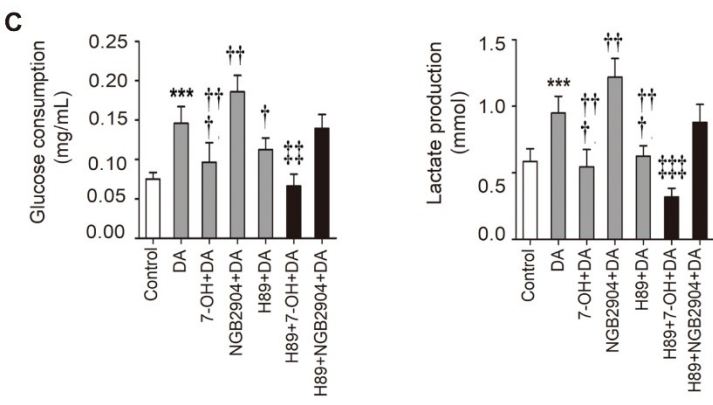 C
Glucose consumption
(mg/mL)
0.25
0.20
0.15
0.10
0.05
0.00
***
††
†
††
†
‡‡
Control
DA
7-OH+DA
NGB2904+DA
H89+DA
H89+7-OH+DA
H89+NGB2904+DA
Lactate production
(mmol)
1.5
1.0
0.5
0.0
***
††
†
††
††
†
‡‡‡
Control
DA
7-OH+DA
NGB2904+DA
H89+DA
H89+7-OH+DA
H89+NGB2904+DA